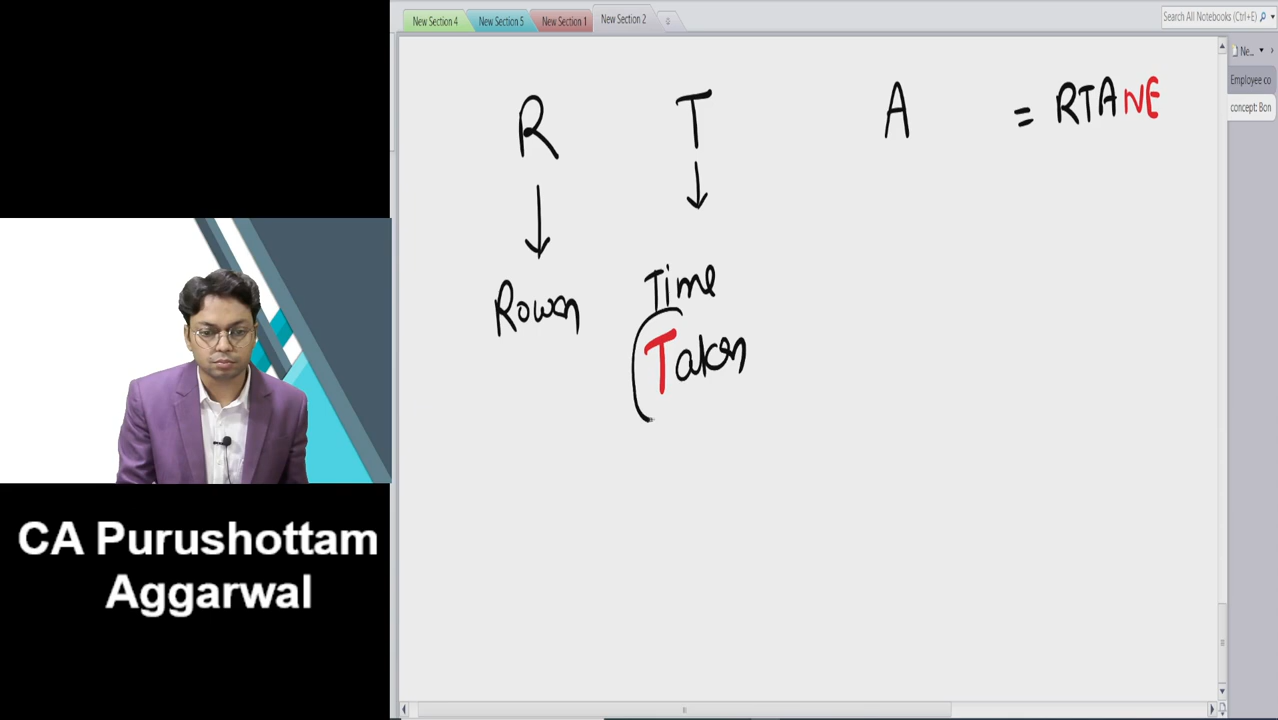 New Section 4
New Section 5
New Section 1
New Section 2
Search All Notebooks (Ctrl+E)
Ne...
Employee co
concept: Bon
R T A = RTANE
Rowan
Time
Taken
CA Purushottam
Aggarwal